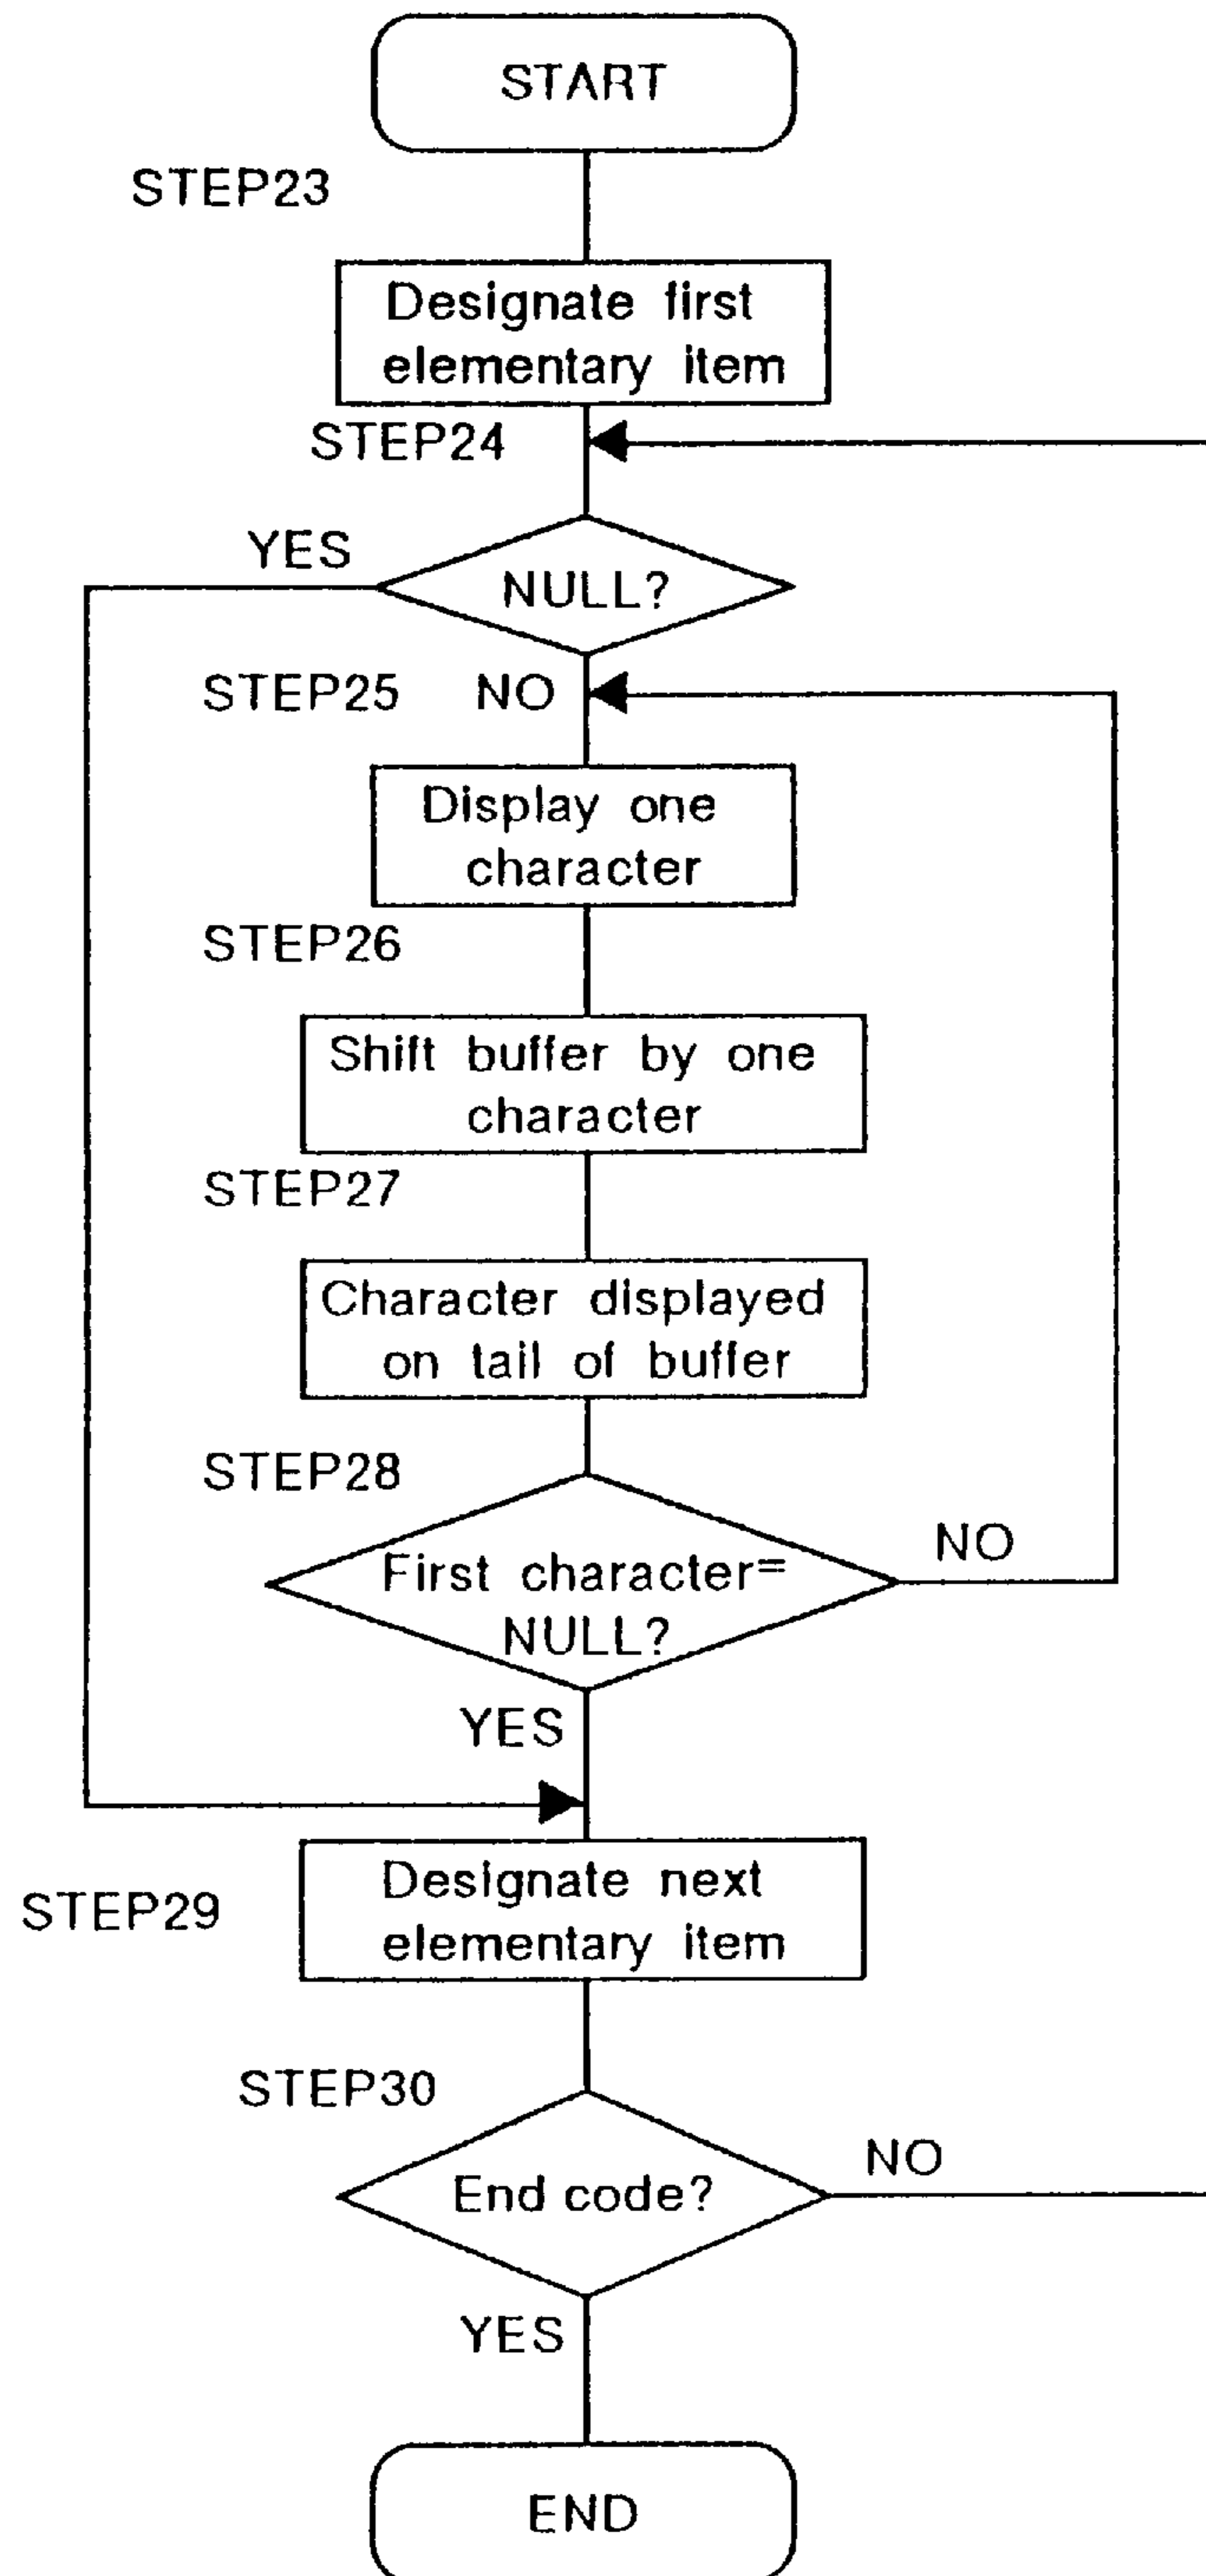 START
STEP23
Designate first
elementary item
STEP24
YES
NULL?
STEP25 NO
Display one
character
STEP26
Shift buffer by one
character
STEP27
Character displayed
on tail of buffer
STEP28
First character=
NULL?
NO
YES
STEP29
Designate next
elementary item
STEP30
End code?
NO
YES
END